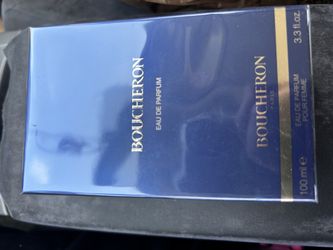 BOUCHERON
EAU DE PARFUM
BOUCHERON
PARIS
EAU DE PARFUM
POUR FEMME
100 ml ℮ 3.3 fl.oz.